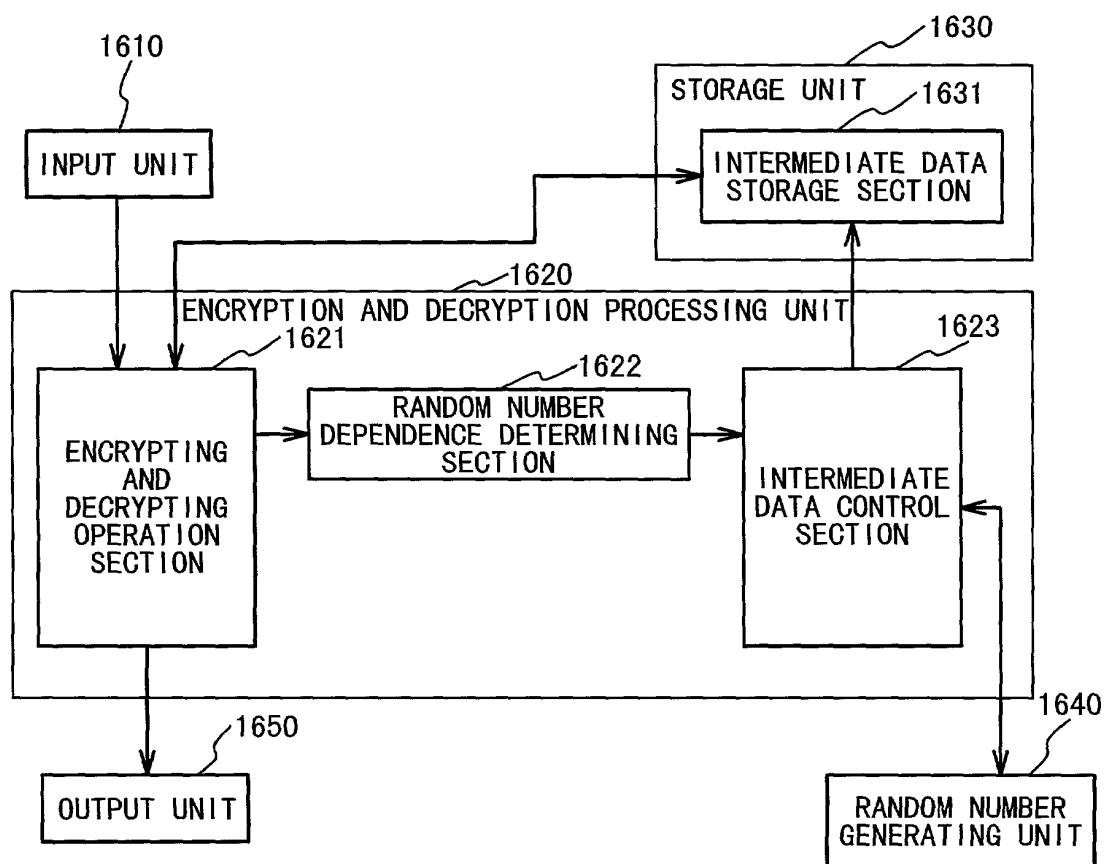 1610
INPUT UNIT
1630
STORAGE UNIT
1631
INTERMEDIATE DATA
STORAGE SECTION
1620
ENCRYPTION AND DECRYPTION PROCESSING UNIT
1621
ENCRYPTING
AND
DECRYPTING
OPERATION
SECTION
1622
RANDOM NUMBER
DEPENDENCE DETERMINING
SECTION
1623
INTERMEDIATE
DATA CONTROL
SECTION
1650
OUTPUT UNIT
1640
RANDOM NUMBER
GENERATING UNIT